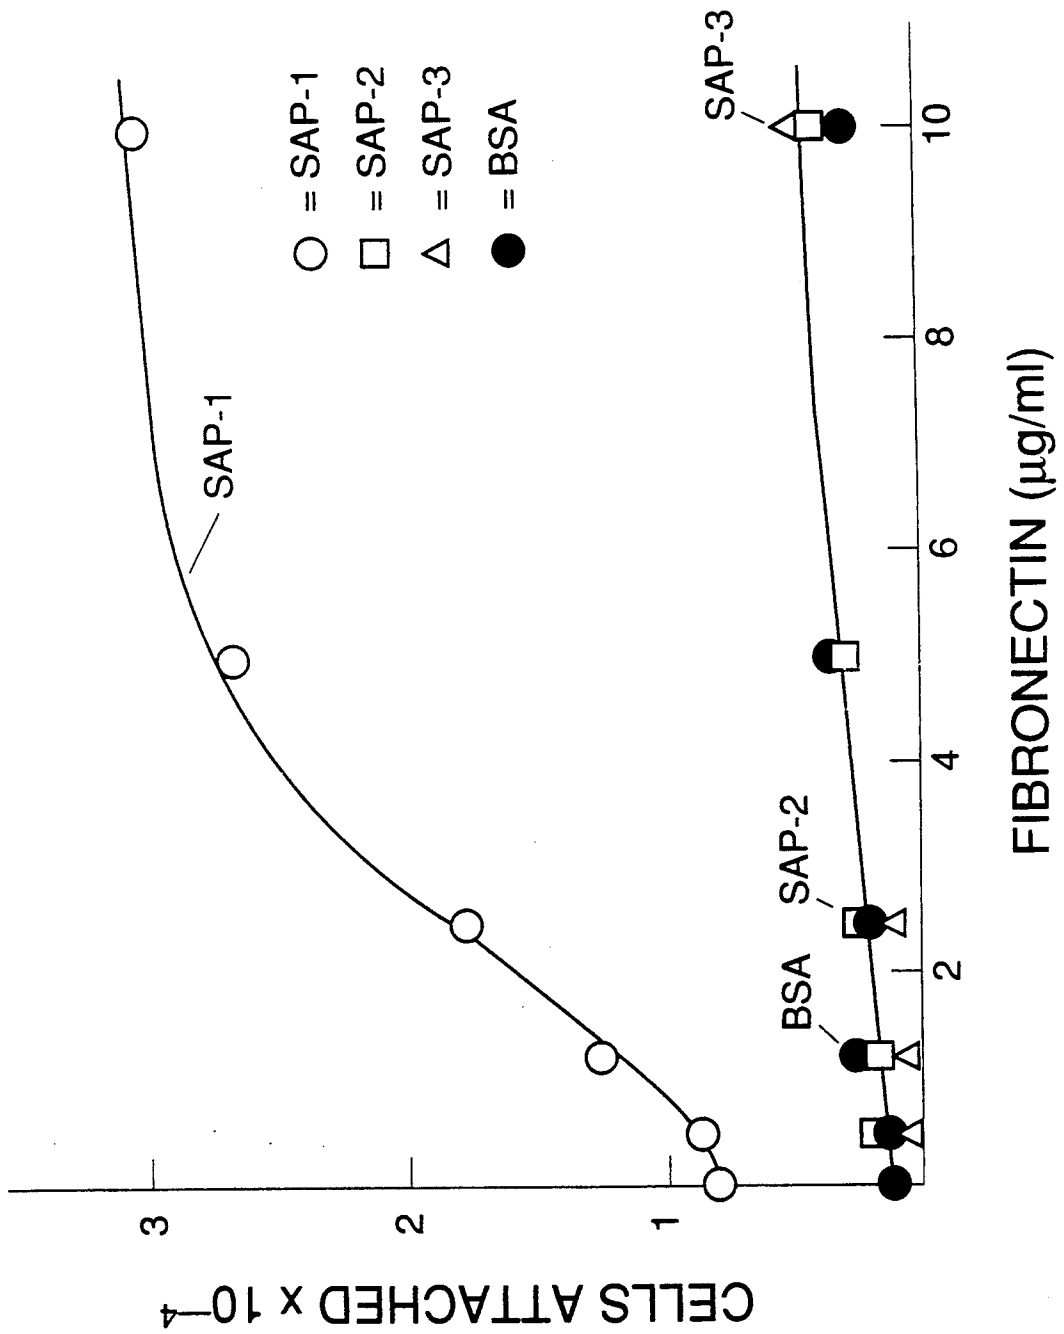 CELLS ATTACHED x 10–4
3
2
1
SAP-1
○ = SAP-1
□ = SAP-2
△ = SAP-3
● = BSA
BSA
SAP-2
SAP-3
2
4
6
8
10
FIBRONECTIN (µg/ml)